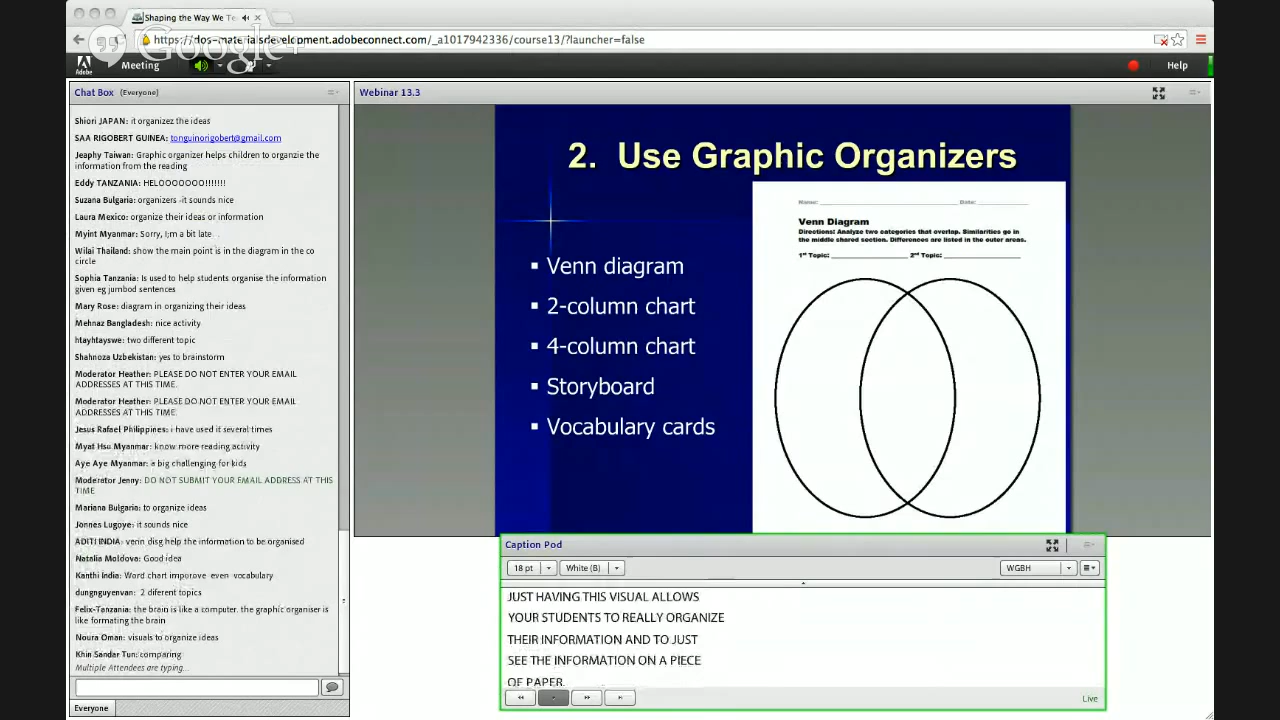 Shaping the Way We Te
Google+
https://dos-materialsdevelopment.adobeconnect.com/_a1017942336/course13/?launcher=false
Adobe
Meeting
Help
Chat Box (Everyone)
Shiori JAPAN: it organizez the ideas
SAA RIGOBERT GUINEA: tonguinorigobert@gmail.com
Jeaphy Taiwan: Graphic organizer helps children to organzie the
information from the reading
Eddy TANZANIA: HELOOOOOOO!!!!!!!
Suzana Bulgaria: organizers -it sounds nice
Laura Mexico: organize their ideas or information
Myint Myanmar: Sorry, I;m a bit late
Wilai Thailand: show the main point is in the diagram in the co
circle
Sophia Tanzania: Is used to help students organise the information
given eg jumbod sentences
Mary Rose: diagram in organizing their ideas
Mehnaz Bangladesh: nice activity
htayhtayswe: two different topic
Shahnoza Uzbekistan: yes to brainstorm
Moderator Heather: PLEASE DO NOT ENTER YOUR EMAIL
ADDRESSES AT THIS TIME.
Moderator Heather: PLEASE DO NOT ENTER YOUR EMAIL
ADDRESSES AT THIS TIME.
Jesus Rafael Philippines: i have used it several times
Myat Hsu Myanmar: know more reading activity
Aye Aye Myanmar: a big challenging for kids
Moderator Jenny: DO NOT SUBMIT YOUR EMAIL ADDRESS AT THIS
TIME
Mariana Bulgaria: to organize ideas
Jonnes Lugoye: it sounds nice
ADITI INDIA: venn disg help the information to be organised
Natalia Moldova: Good idea
Kanthi India: Word chart imporove even vocabulary
dungnguyenvan: 2 diferent topics
Felix-Tanzania: the brain is like a computer. the graphic organiser is
like formating the brain
Noura Oman: visuals to organize ideas
Khin Sandar Tun: comparing
Multiple Attendees are typing...
Everyone
Webinar 13.3
2. Use Graphic Organizers
Venn diagram
2-column chart
4-column chart
Storyboard
Vocabulary cards
Name: Date:
Venn Diagram
Directions: Analyze two categories that overlap. Similarities go in
the middle shared section. Differences are listed in the outer areas.
1st Topic: 2nd Topic:
Caption Pod
18 pt White (B) WGBH
JUST HAVING THIS VISUAL ALLOWS
YOUR STUDENTS TO REALLY ORGANIZE
THEIR INFORMATION AND TO JUST
SEE THE INFORMATION ON A PIECE
OF PAPER.
Live